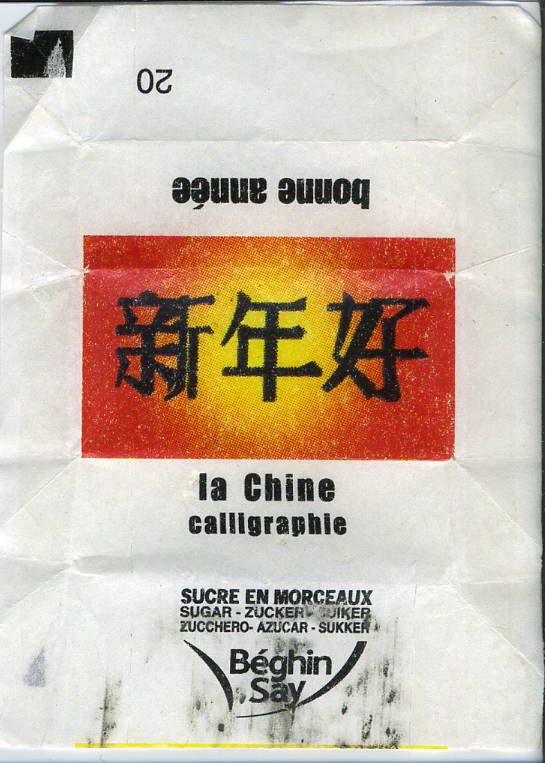 20
bonne année
新年好
la Chine
calligraphie
SUCRE EN MORCEAUX
SUGAR - ZUCKER - SUIKER
ZUCCHERO - AZUCAR - SUKKER
Béghin
Say